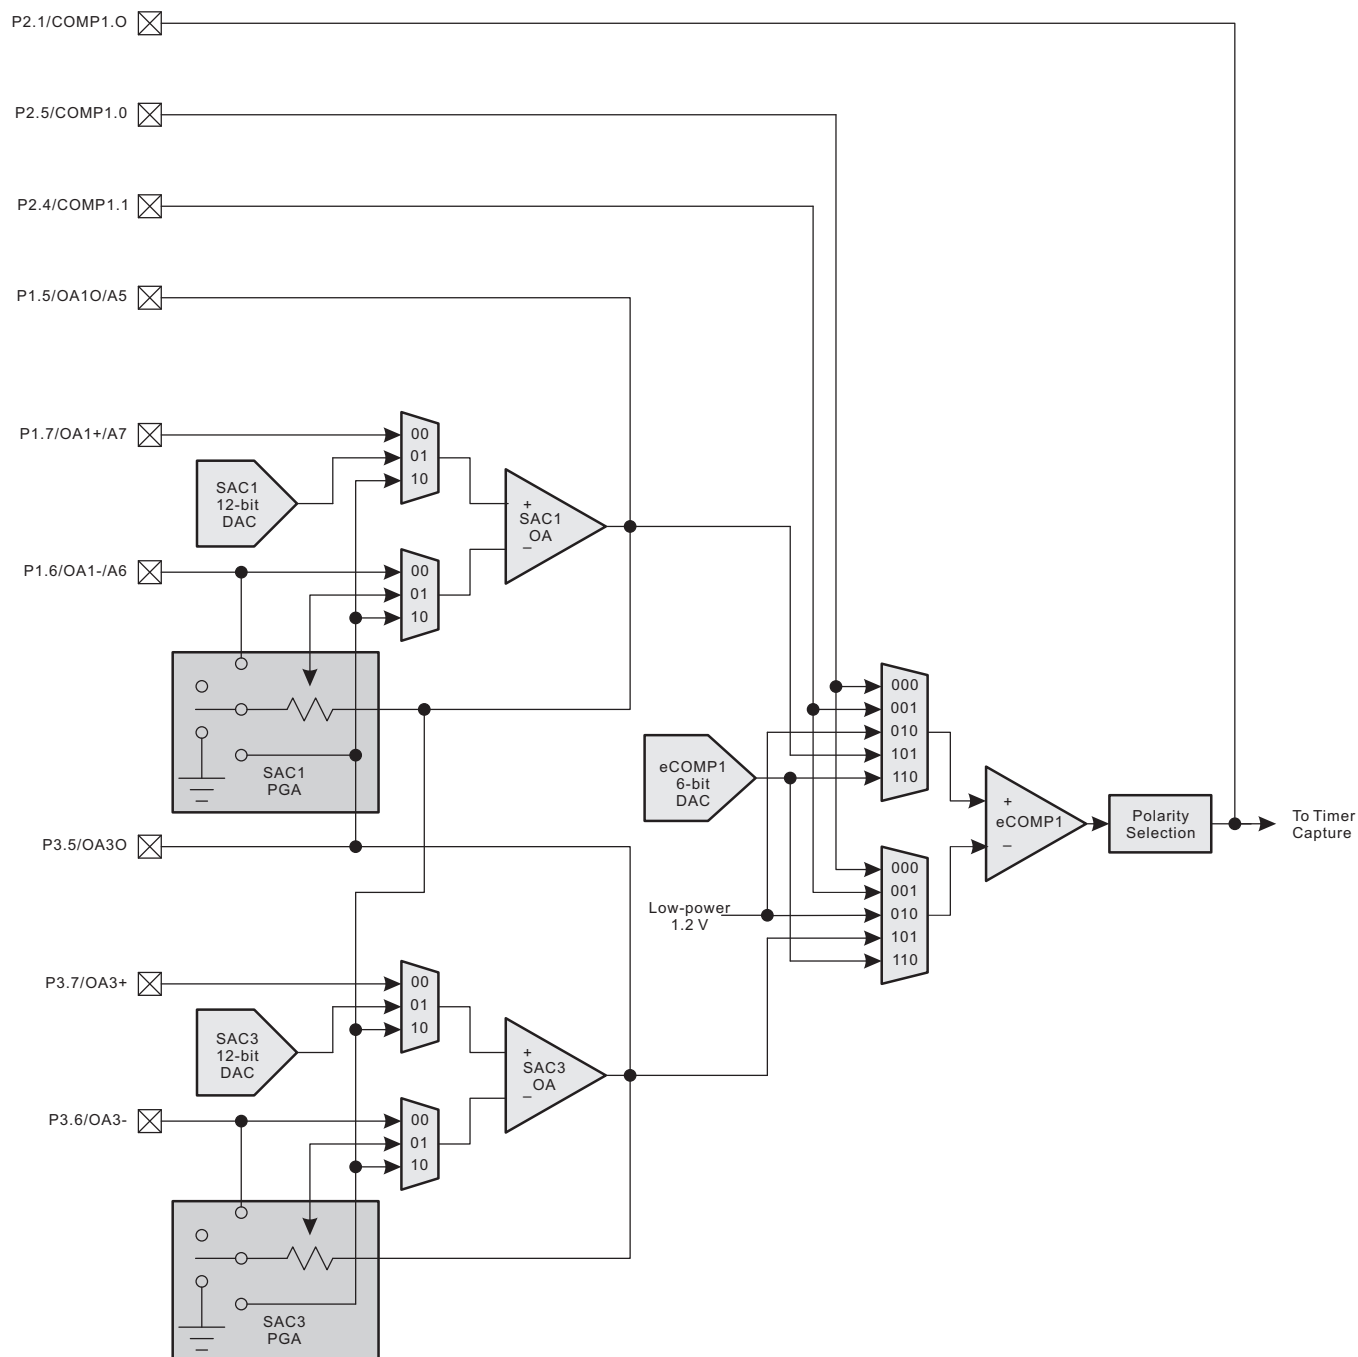 P2.1/COMP1.O
P2.5/COMP1.0
P2.4/COMP1.1
P1.5/OA1O/A5
P1.7/OA1+/A7
00
01
10
SAC1
12-bit
DAC
+
SAC1
OA
–
P1.6/OA1-/A6
00
01
10
SAC1
PGA
000
001
010
101
110
eCOMP1
6-bit
DAC
+
eCOMP1
–
Polarity
Selection
To Timer
Capture
P3.5/OA3O
000
001
010
101
110
Low-power
1.2 V
P3.7/OA3+
00
01
10
SAC3
12-bit
DAC
+
SAC3
OA
–
P3.6/OA3-
00
01
10
SAC3
PGA